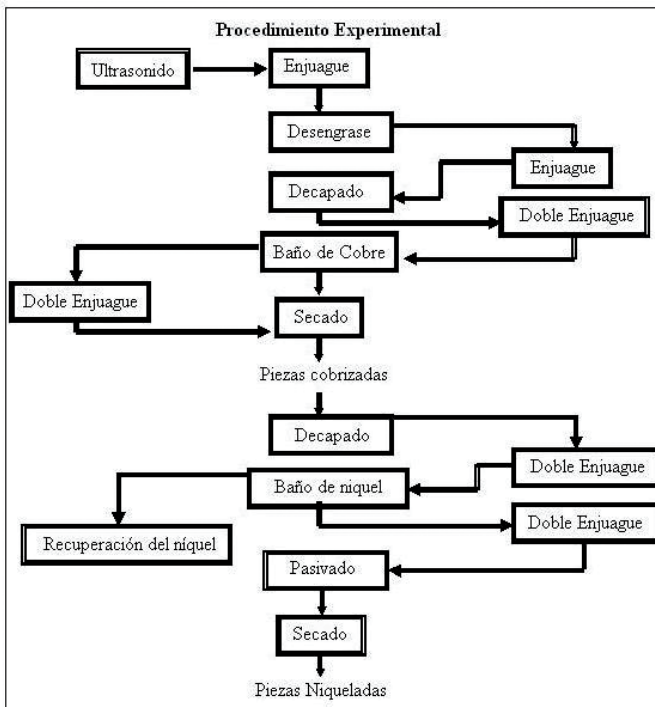 Procedimiento Experimental
Ultrasonido
Enjuague
Desengrase
Enjuague
Decapado
Doble Enjuague
Baño de Cobre
Doble Enjuague
Secado
Piezas cobrizadas
Decapado
Doble Enjuague
Baño de niquel
Doble Enjuague
Recuperación del níquel
Pasivado
Secado
Piezas Niqueladas